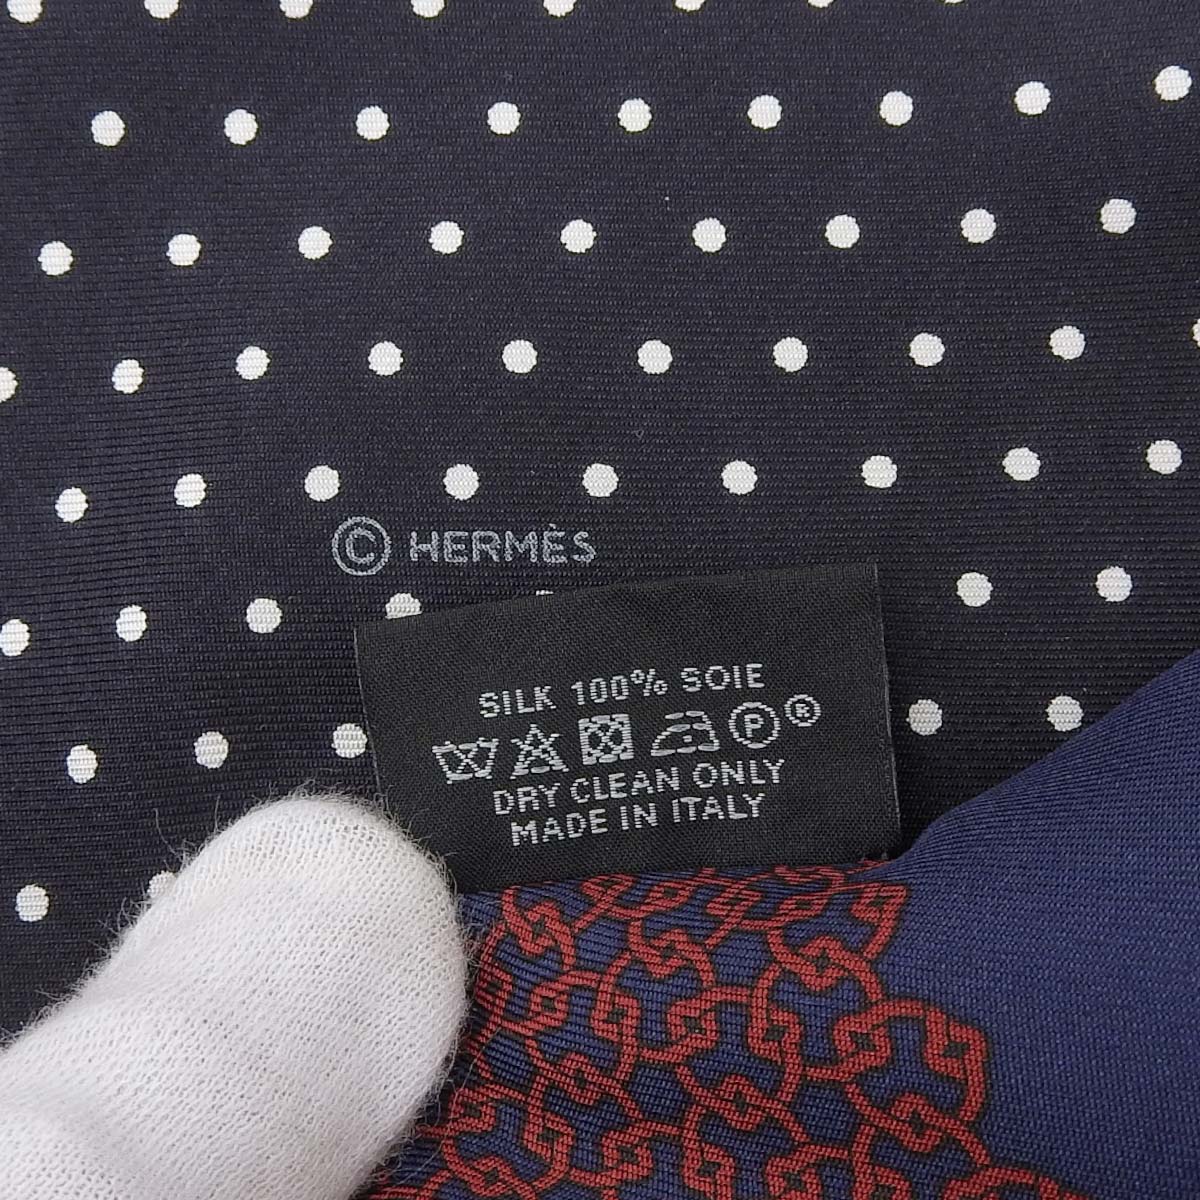 © HERMÈS
SILK 100% SOIE
P ®
DRY CLEAN ONLY
MADE IN ITALY